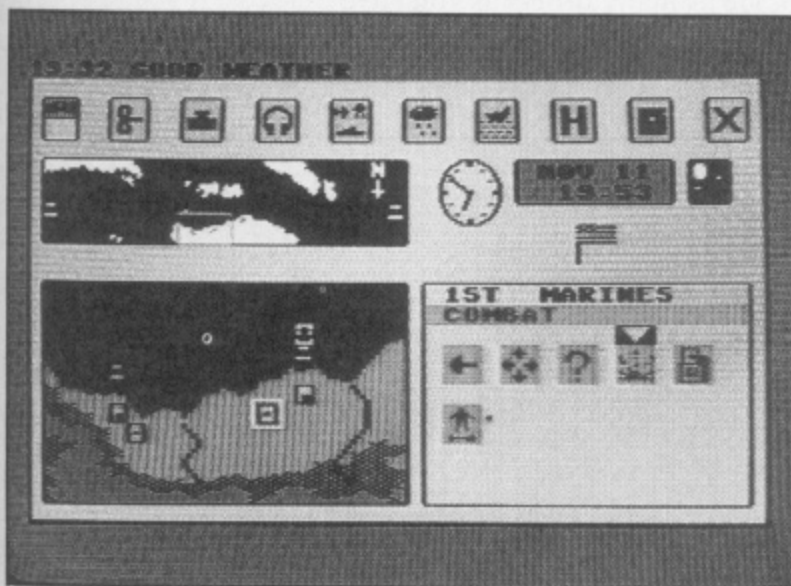 GOOD WEATHER
H X
N
NOV 11
19:53
1ST MARINES
COMBAT
?